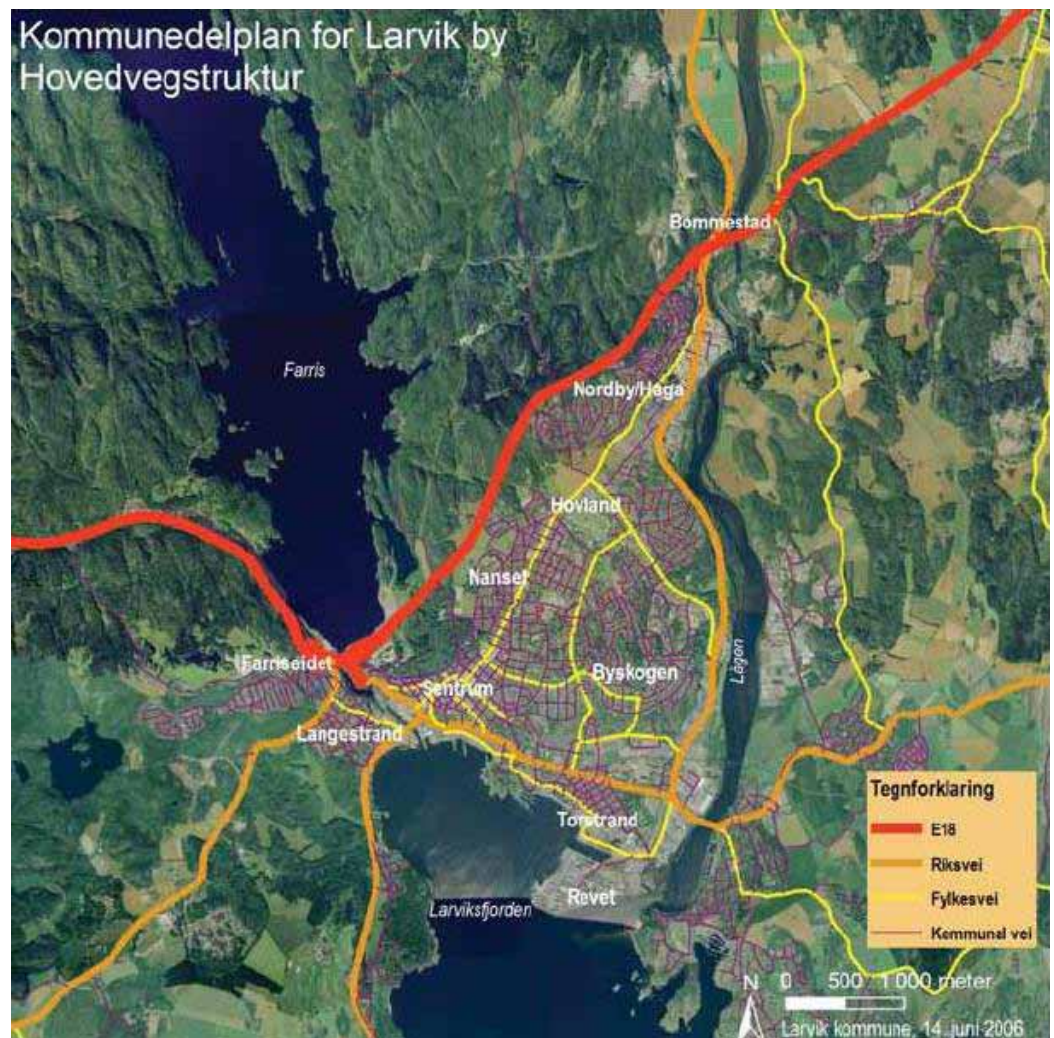 Kommunedelplan for Larvik by
Hovedvegstruktur
Bommestad
Farris
Nordby/Haga
Hovland
Nanset
Lågen
Farriseidet
Byskogen
Sentrum
Langestrand
Torstrand
Revet
Larviksfjorden
Tegnforklaring
E18
Riksvei
Fylkesvei
Kommunal vei
N 0 500 1 000 meter
Larvik kommune, 14. juni 2006